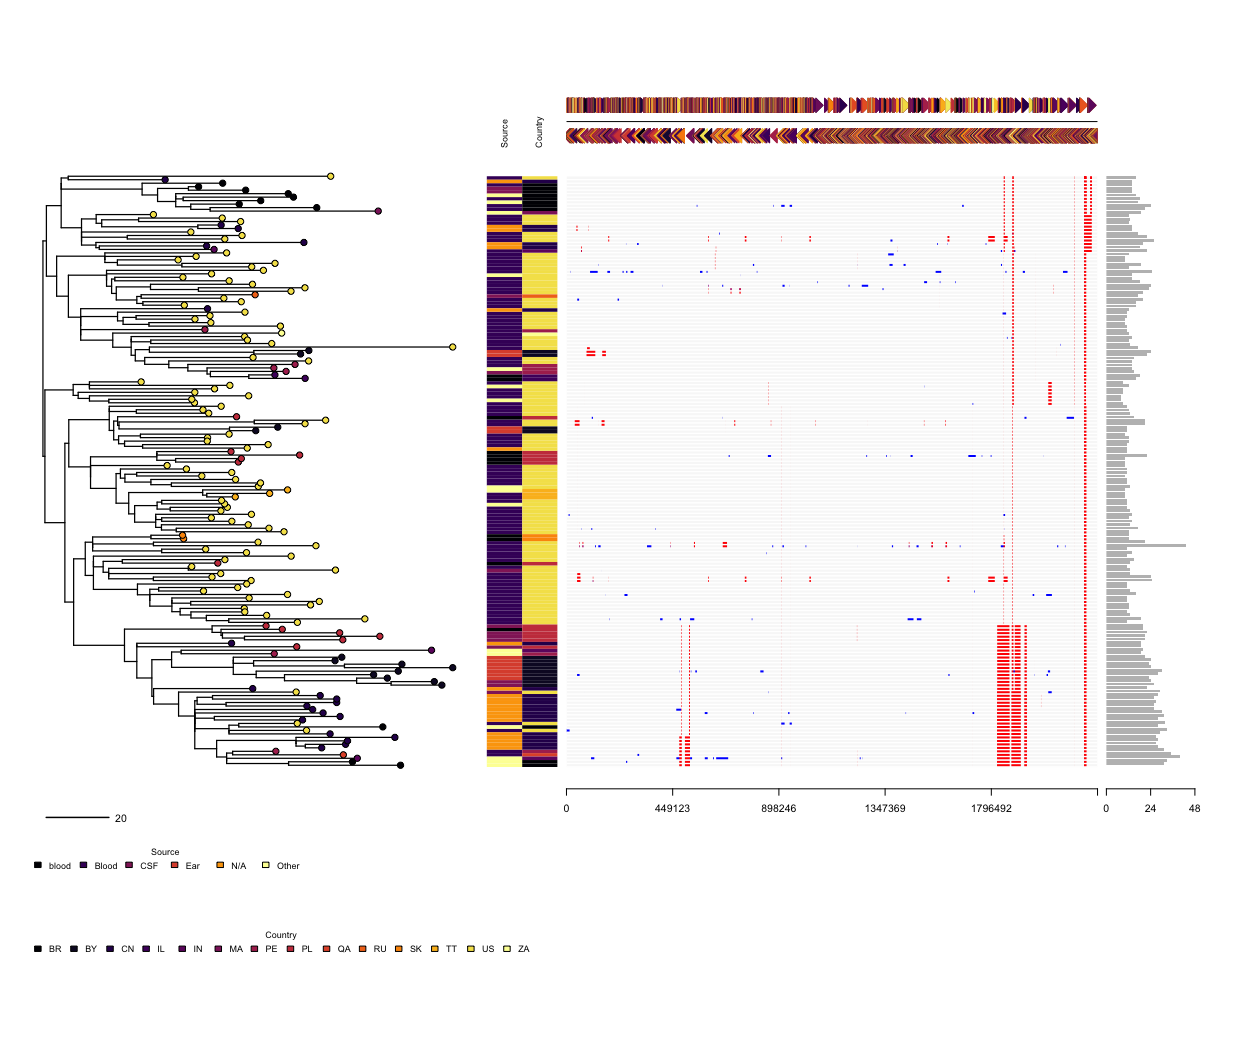 Source
Country
0 449123 898246 1347369 1796492 0 24 48
20
Source
blood Blood CSF Ear N/A Other
Country
BR BY CN IL IN MA PE PL QA RU SK TT US ZA